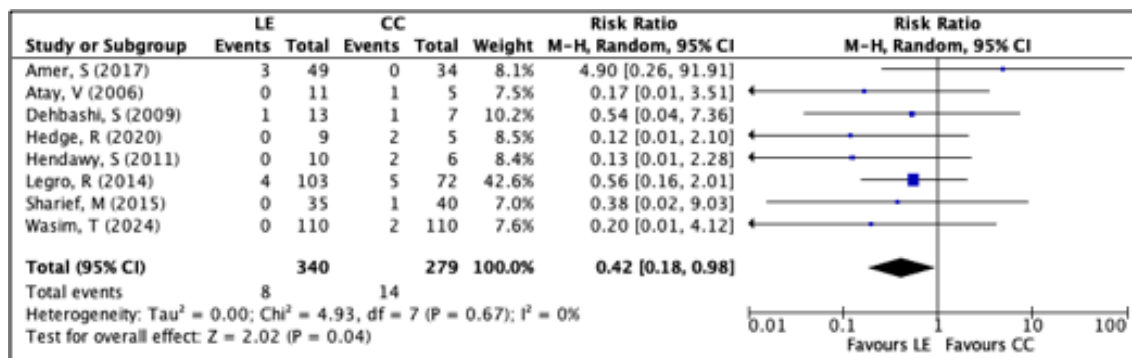 LE CC Risk Ratio Risk Ratio
Study or Subgroup Events Total Events Total Weight M-H, Random, 95% CI M-H, Random, 95% CI
Amer, S (2017) 3 49 0 34 8.1% 4.90 [0.26, 91.91]
Atay, V (2006) 0 11 1 5 7.5% 0.17 [0.01, 3.51]
Dehbashi, S (2009) 1 13 1 7 10.2% 0.54 [0.04, 7.36]
Hedge, R (2020) 0 9 2 5 8.5% 0.12 [0.01, 2.10]
Hendawy, S (2011) 0 10 2 6 8.4% 0.13 [0.01, 2.28]
Legro, R (2014) 4 103 5 72 42.6% 0.56 [0.16, 2.01]
Sharief, M (2015) 0 35 1 40 7.0% 0.38 [0.02, 9.03]
Wasim, T (2024) 0 110 2 110 7.6% 0.20 [0.01, 4.12]
Total (95% CI) 340 279 100.0% 0.42 [0.18, 0.98]
Total events 8 14
Heterogeneity: Tau² = 0.00; Chi² = 4.93, df = 7 (P = 0.67); I² = 0%
Test for overall effect: Z = 2.02 (P = 0.04)
0.01 0.1 1 10 100
Favours LE Favours CC